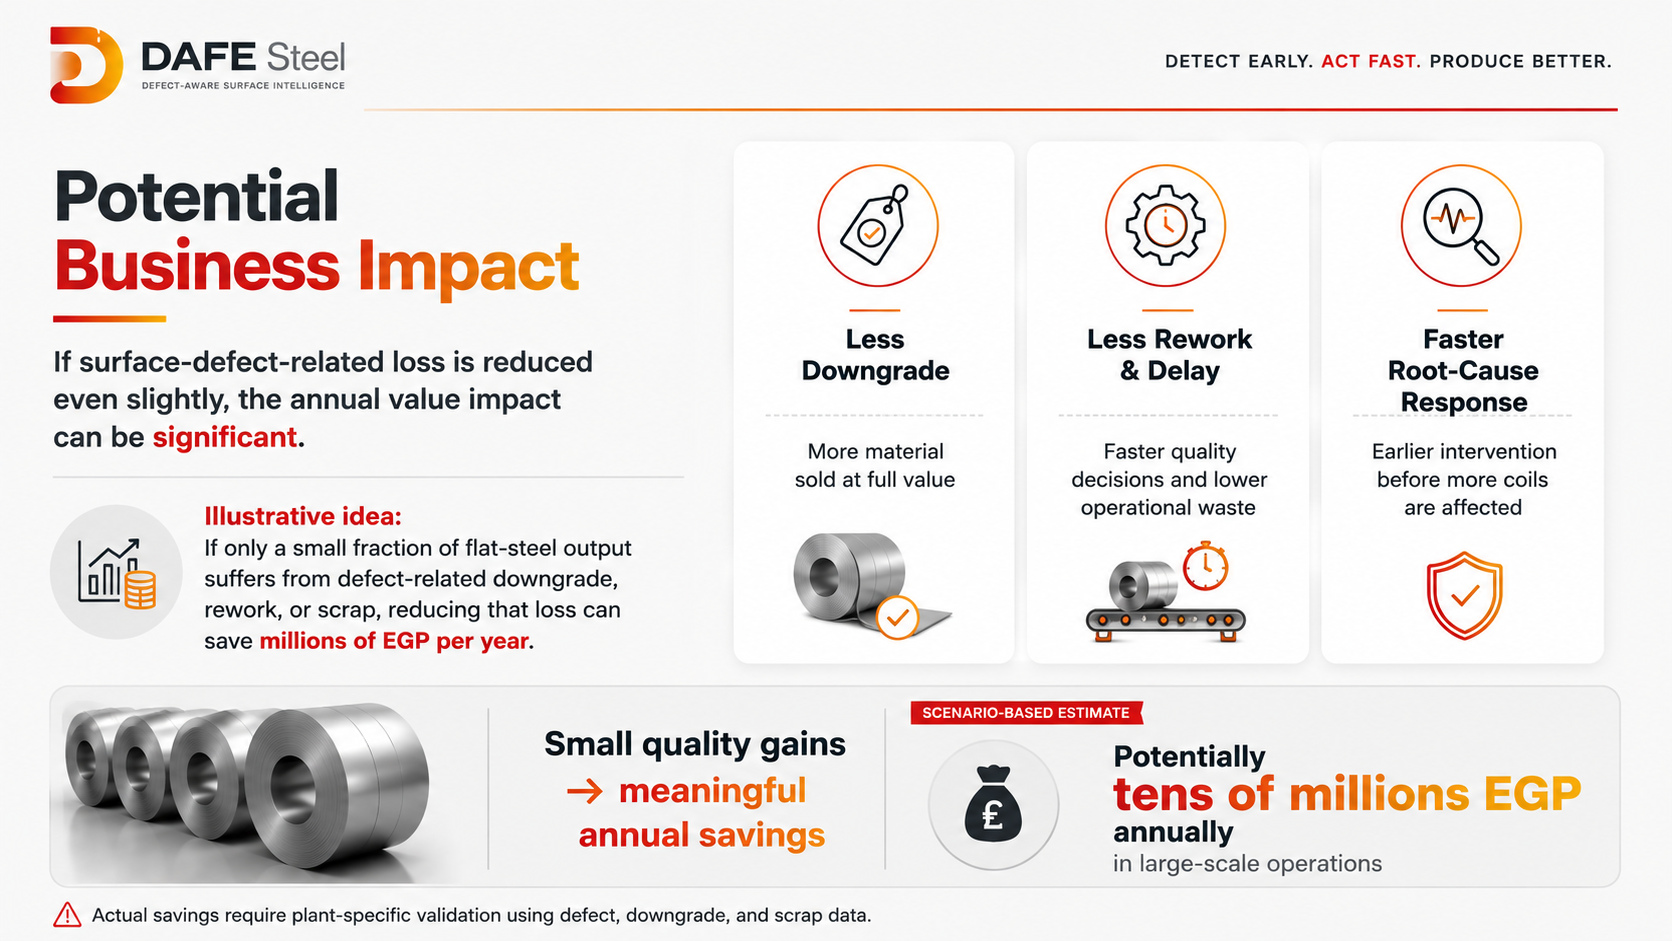 DAFE Steel
DEFECT-AWARE SURFACE INTELLIGENCE
DETECT EARLY. ACT FAST. PRODUCE BETTER.
Potential
Business Impact
If surface-defect-related loss is reduced
even slightly, the annual value impact
can be significant.
Illustrative idea:
If only a small fraction of flat-steel output
suffers from defect-related downgrade,
rework, or scrap, reducing that loss can
save millions of EGP per year.
Less
Downgrade
More material
sold at full value
Less Rework
& Delay
Faster quality
decisions and lower
operational waste
Faster
Root-Cause
Response
Earlier intervention
before more coils
are affected
Small quality gains
→ meaningful
annual savings
SCENARIO-BASED ESTIMATE
£
Potentially
tens of millions EGP
annually
in large-scale operations
Actual savings require plant-specific validation using defect, downgrade, and scrap data.